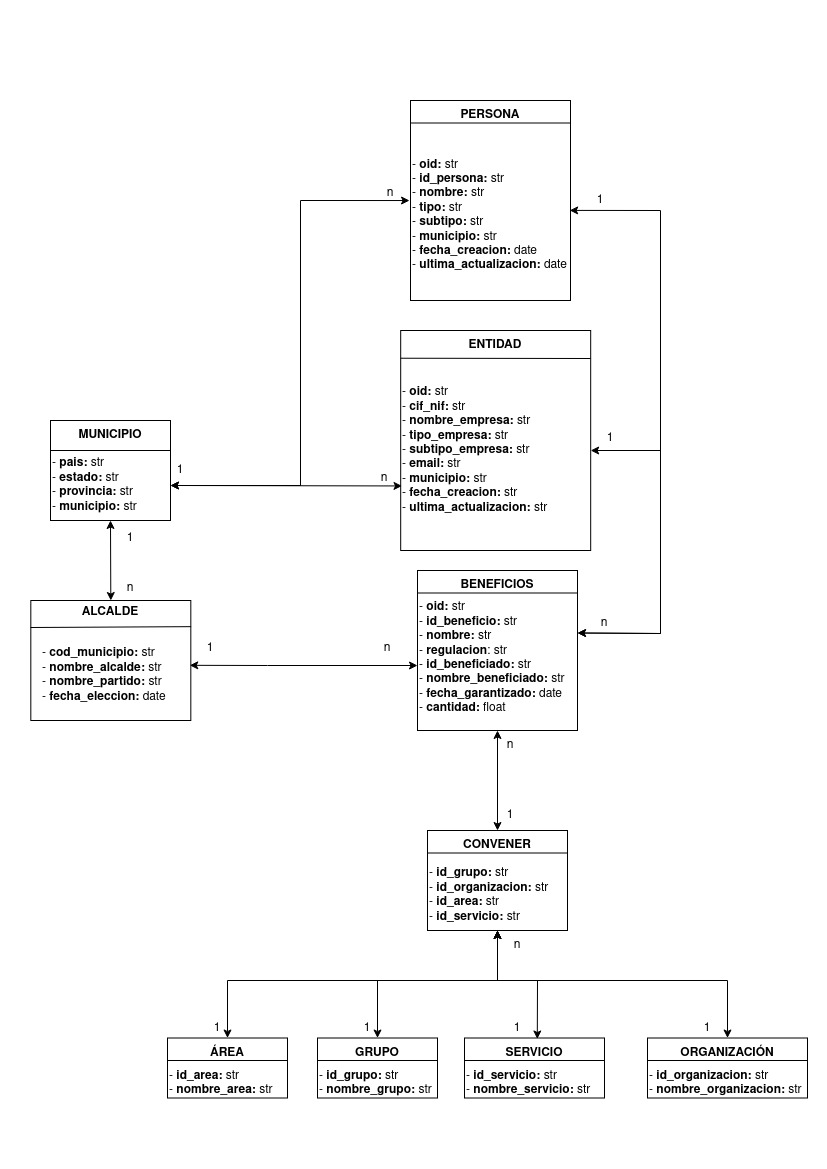 PERSONA
- oid: str
- id_persona: str
- nombre: str
- tipo: str
- subtipo: str
- municipio: str
- fecha_creacion: date
- ultima_actualizacion: date
n
1
ENTIDAD
- oid: str
- cif_nif: str
- nombre_empresa: str
- tipo_empresa: str
- subtipo_empresa: str
- email: str
- municipio: str
- fecha_creacion: str
- ultima_actualizacion: str
1
n
MUNICIPIO
- pais: str
- estado: str
- provincia: str
- municipio: str
1
1
n
ALCALDE
- cod_municipio: str
- nombre_alcalde: str
- nombre_partido: str
- fecha_eleccion: date
1
n
BENEFICIOS
- oid: str
- id_beneficio: str
- nombre: str
- regulacion: str
- id_beneficiado: str
- nombre_beneficiado: str
- fecha_garantizado: date
- cantidad: float
n
n
1
CONVENER
- id_grupo: str
- id_organizacion: str
- id_area: str
- id_servicio: str
n
1
1
1
1
ÁREA
- id_area: str
- nombre_area: str
GRUPO
- id_grupo: str
- nombre_grupo: str
SERVICIO
- id_servicio: str
- nombre_servicio: str
ORGANIZACIÓN
- id_organizacion: str
- nombre_organizacion: str